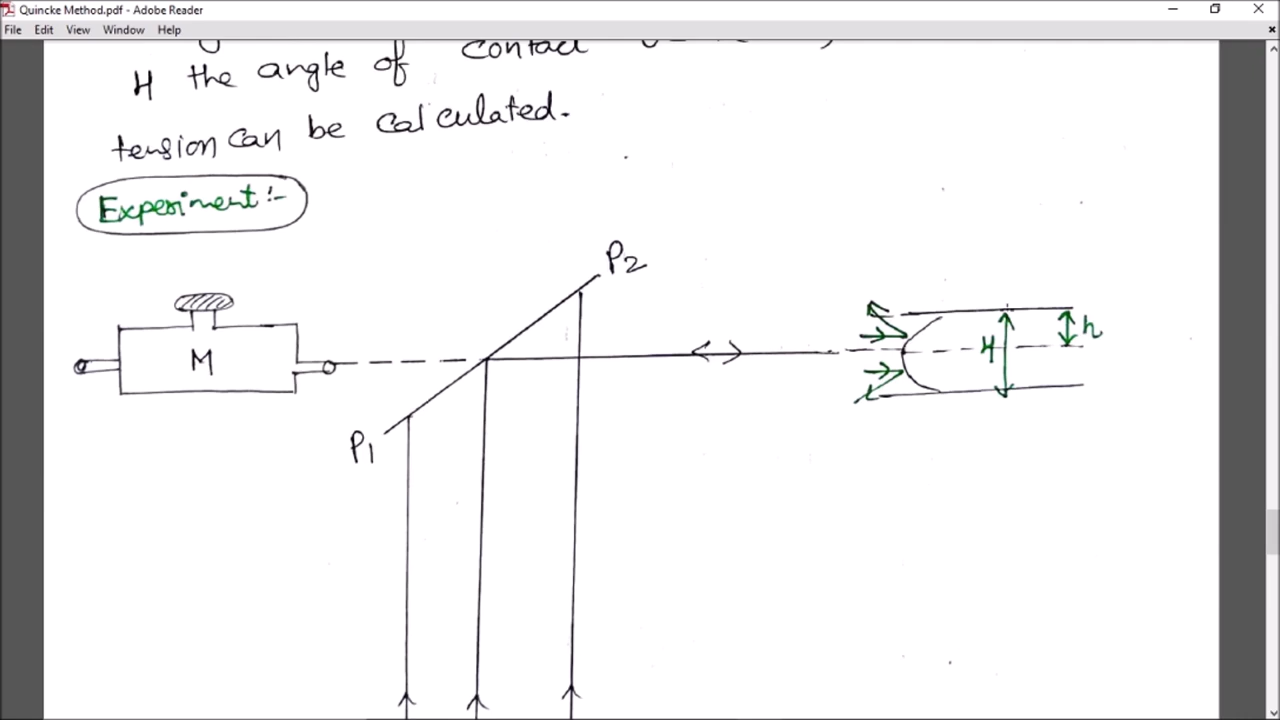 Quincke Method.pdf - Adobe Reader
File Edit View Window Help
contact
H the angle of
tension can be calculated.
Experiment:-
P2
M
H
h
P1